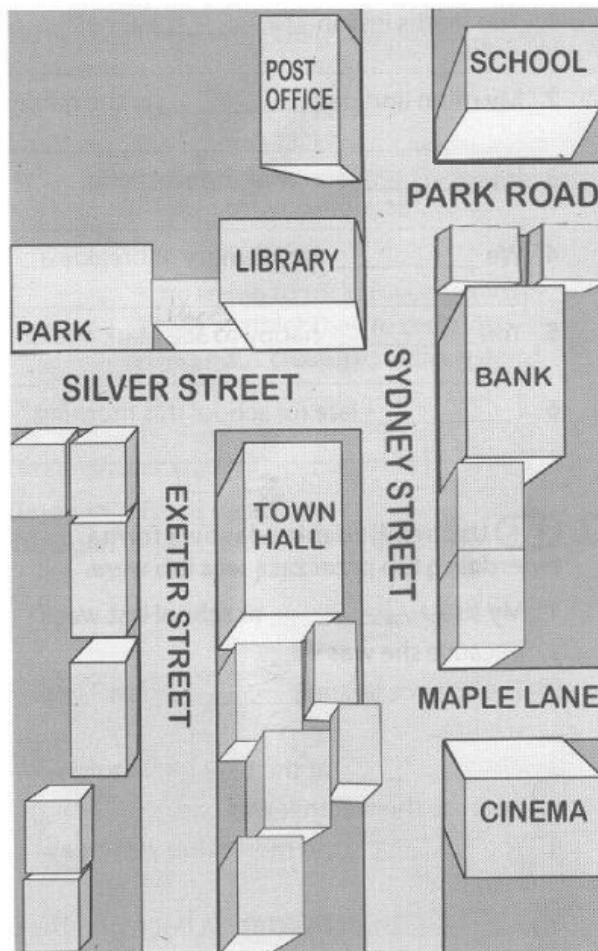 POST
OFFICE
SCHOOL
PARK ROAD
LIBRARY
PARK
SILVER STREET
SYDNEY STREET
BANK
EXETER STREET
TOWN
HALL
MAPLE LANE
CINEMA